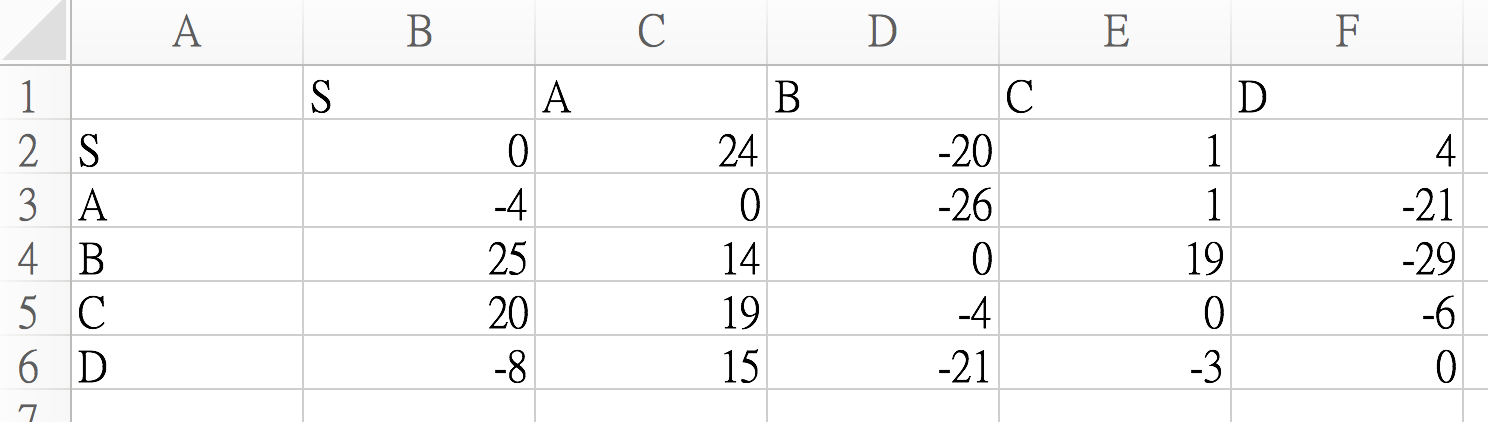 A B C D E F
1 S A B C D
2 S 0 24 -20 1 4
3 A -4 0 -26 1 -21
4 B 25 14 0 19 -29
5 C 20 19 -4 0 -6
6 D -8 15 -21 -3 0
7